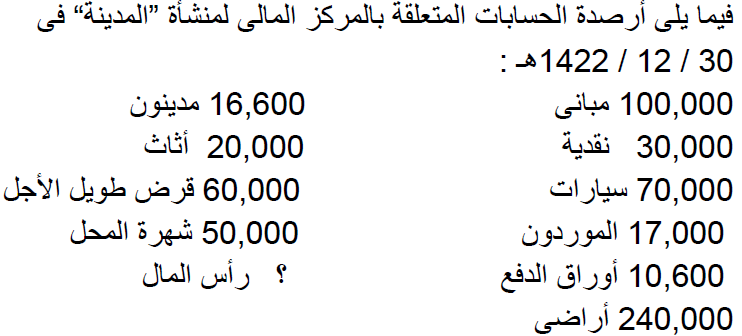 فيما يلى أرصدة الحسابات المتعلقة بالمركز المالى لمنشأة ”المدينة“ فى
30 / 12 / 1422هـ :
100,000 مبانى 16,600 مدينون
30,000 نقدية 20,000 أثاث
70,000 سيارات 60,000 قرض طويل الأجل
17,000 الموردون 50,000 شهرة المحل
10,600 أوراق الدفع ؟ رأس المال
240,000 أراضى